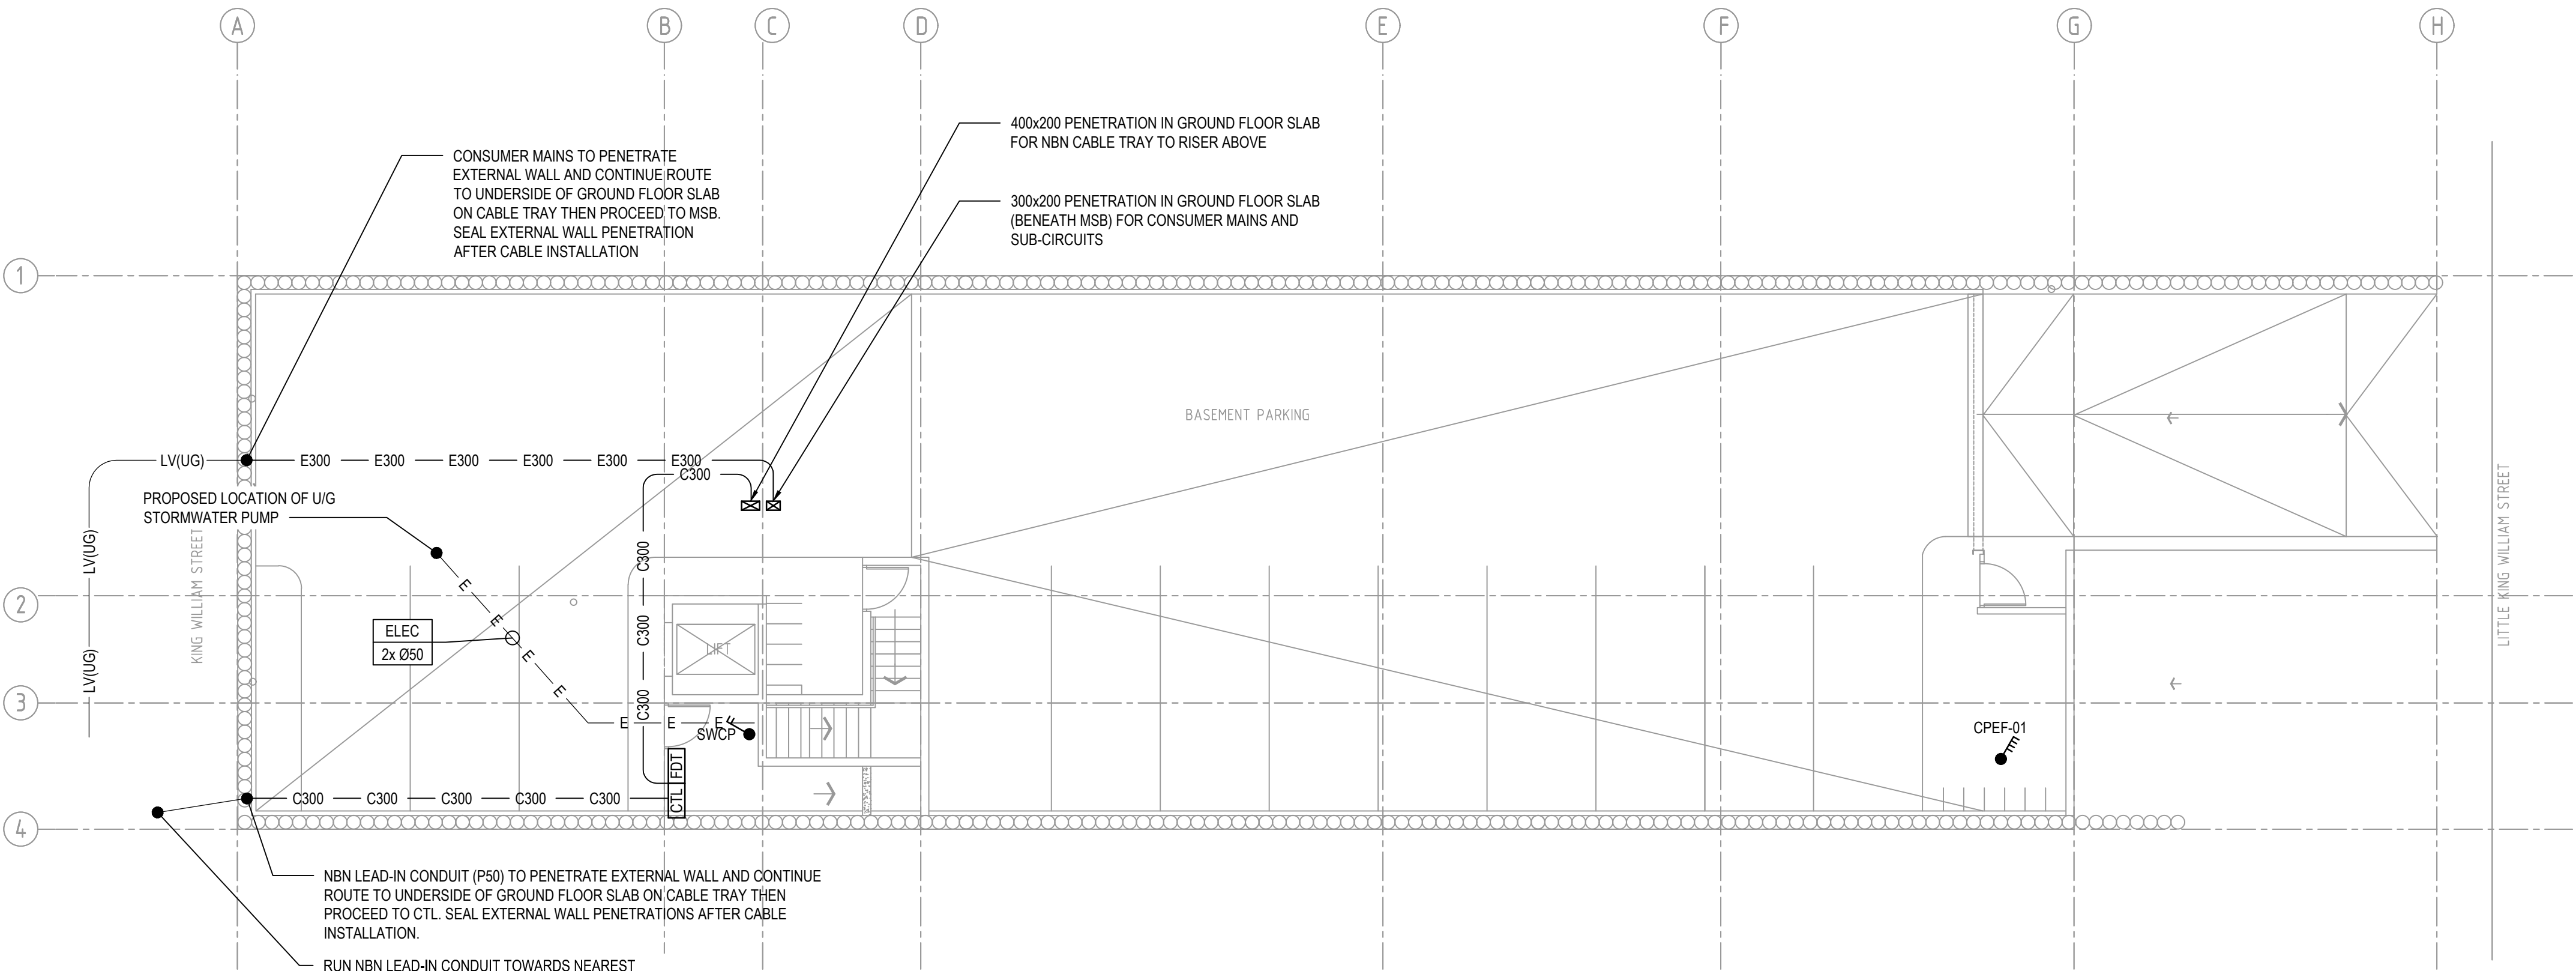 A
B
C
D
E
F
G
H
400x200 PENETRATION IN GROUND FLOOR SLAB
FOR NBN CABLE TRAY TO RISER ABOVE
CONSUMER MAINS TO PENETRATE
EXTERNAL WALL AND CONTINUE ROUTE
TO UNDERSIDE OF GROUND FLOOR SLAB
ON CABLE TRAY THEN PROCEED TO MSB.
SEAL EXTERNAL WALL PENETRATION
AFTER CABLE INSTALLATION
300x200 PENETRATION IN GROUND FLOOR SLAB
(BENEATH MSB) FOR CONSUMER MAINS AND
SUB-CIRCUITS
1
BASEMENT PARKING
LV(UG)
E300
E300
E300
E300
E300
E300
C300
PROPOSED LOCATION OF U/G
STORMWATER PUMP
LV(UG)
LV(UG)
KING WILLIAM STREET
LITTLE KING WILLIAM STREET
C300
C300
C300
E
E
E
E
2
ELEC
2x Ø50
LIFT
3
E
E
E
SWCP
CPEF-01
FDT
CTL
C300
C300
C300
C300
C300
4
NBN LEAD-IN CONDUIT (P50) TO PENETRATE EXTERNAL WALL AND CONTINUE
ROUTE TO UNDERSIDE OF GROUND FLOOR SLAB ON CABLE TRAY THEN
PROCEED TO CTL. SEAL EXTERNAL WALL PENETRATIONS AFTER CABLE
INSTALLATION.
RUN NBN LEAD-IN CONDUIT TOWARDS NEAREST